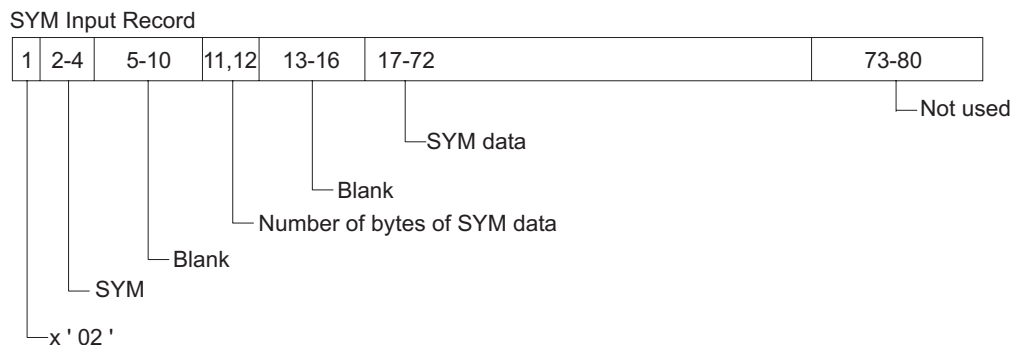 SYM Input Record
1 2-4 5-10 11,12 13-16 17-72 73-80
Not used
SYM data
Blank
Number of bytes of SYM data
Blank
SYM
x ' 02 '